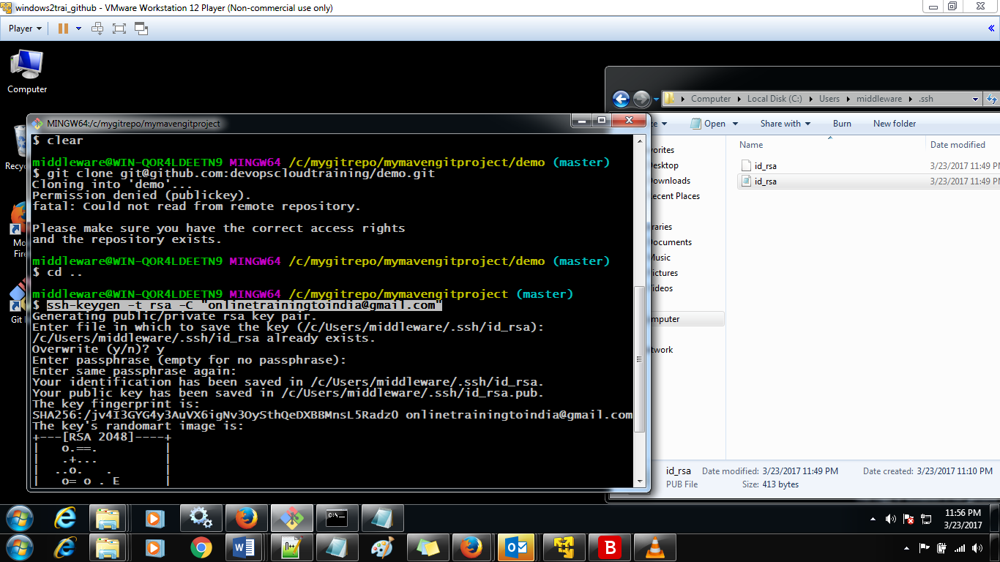 windows2trai_github - VMware Workstation 12 Player (Non-commercial use only)
Player
Computer
Computer Local Disk (C:) Users middleware .ssh
Open Share with Burn New folder
Name Date modified
id_rsa 3/23/2017 11:49 PM
id_rsa 3/23/2017 11:49 PM
MINGW64:/c/mygitrepo/mymavengitproject
$ clear
middleware@WIN-QOR4LDEETN9 MINGW64 /c/mygitrepo/mymavengitproject/demo (master)
$ git clone git@github.com:devopscloudtraining/demo.git
Cloning into 'demo'...
Permission denied (publickey).
fatal: Could not read from remote repository.
Please make sure you have the correct access rights
and the repository exists.
middleware@WIN-QOR4LDEETN9 MINGW64 /c/mygitrepo/mymavengitproject/demo (master)
$ cd ..
middleware@WIN-QOR4LDEETN9 MINGW64 /c/mygitrepo/mymavengitproject (master)
$ ssh-keygen -t rsa -C "onlinetrainingtoindia@gmail.com"
Generating public/private rsa key pair.
Enter file in which to save the key (/c/Users/middleware/.ssh/id_rsa):
/c/Users/middleware/.ssh/id_rsa already exists.
Overwrite (y/n)? y
Enter passphrase (empty for no passphrase):
Enter same passphrase again:
Your identification has been saved in /c/Users/middleware/.ssh/id_rsa.
Your public key has been saved in /c/Users/middleware/.ssh/id_rsa.pub.
The key fingerprint is:
SHA256:/jv4I3GYG4y3AuVX6igNv3OySthQeDXBBMnsL5RadzO onlinetrainingtoindia@gmail.com
The key's randomart image is:
+---[RSA 2048]----+
| o.==. |
| .+... |
| ..o. . |
| o= o . E |
vorites
esktop
ownloads
ecent Places
raries
ocuments
Music
ictures
ideos
mputer
twork
id_rsa Date modified: 3/23/2017 11:49 PM Date created: 3/23/2017 11:10 PM
PUB File Size: 413 bytes
Recy
Mo
Fire
Git
11:56 PM
3/23/2017